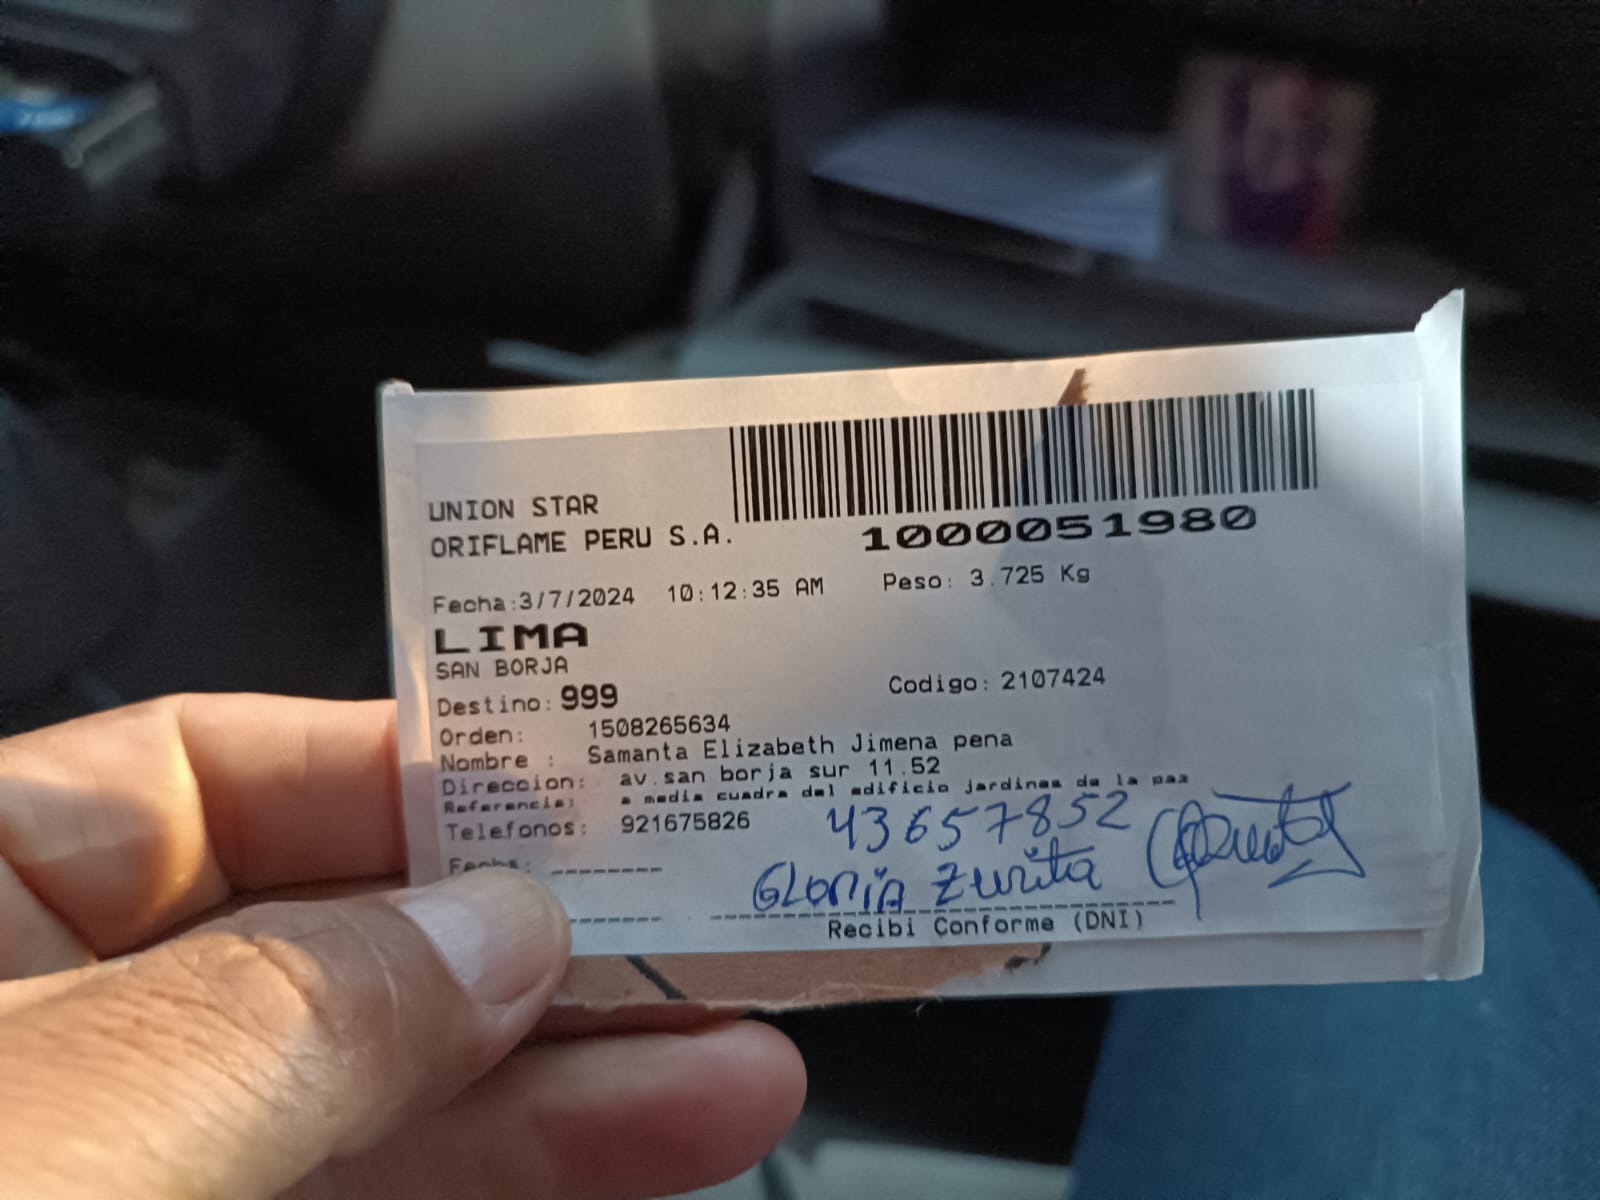 UNION STAR
ORIFLAME PERU S.A.
1000051980
Fecha:3/7/2024 10:12:35 AM Peso: 3.725 Kg
LIMA
SAN BORJA
Destino: 999 Codigo: 2107424
Orden: 1508265634
Nombre : Samanta Elizabeth Jimena pena
Direccion: av.san borja sur 11.52
Referencia: a media cuadra del edificio jardines de la paz
Telefonos: 921675826 43657852
Fecha: --------
Gloria Zurita
Recibi Conforme (DNI)